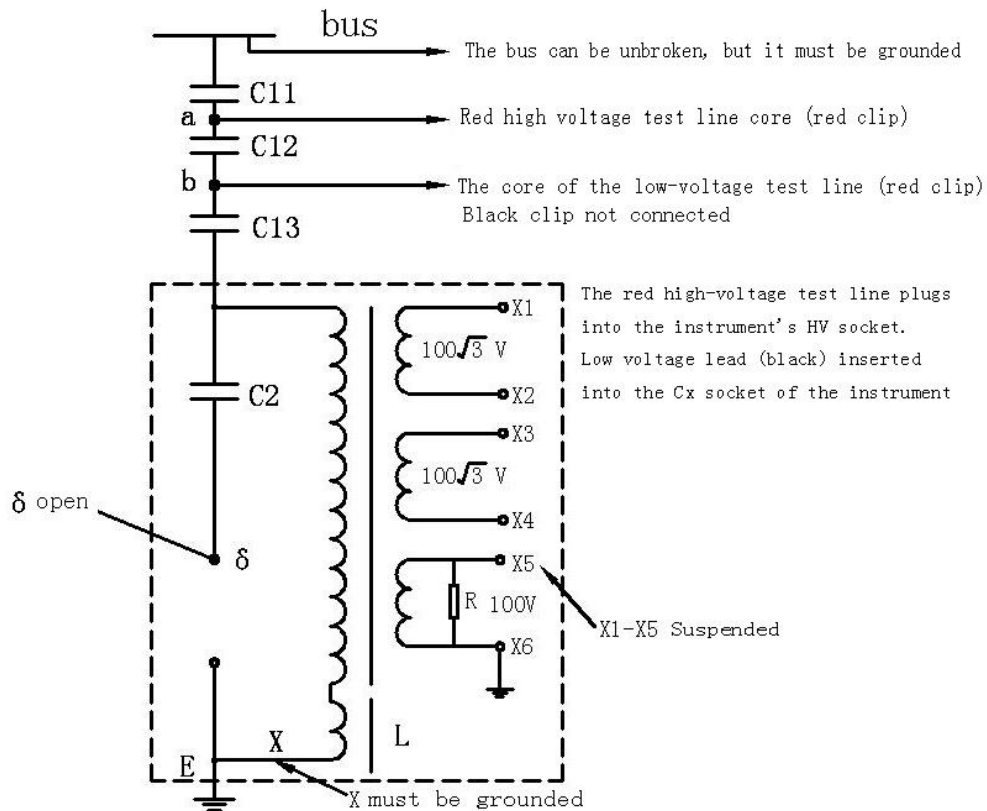 bus
The bus can be unbroken, but it must be grounded
C11
a
Red high voltage test line core (red clip)
C12
b
The core of the low-voltage test line (red clip)
Black clip not connected
C13
The red high-voltage test line plugs
into the instrument's HV socket.
Low voltage lead (black) inserted
into the Cx socket of the instrument
X1
100√3 V
X2
C2
X3
100√3 V
X4
δ open
δ
X5
R 100V
X6
X1-X5 Suspended
L
X
E
X must be grounded